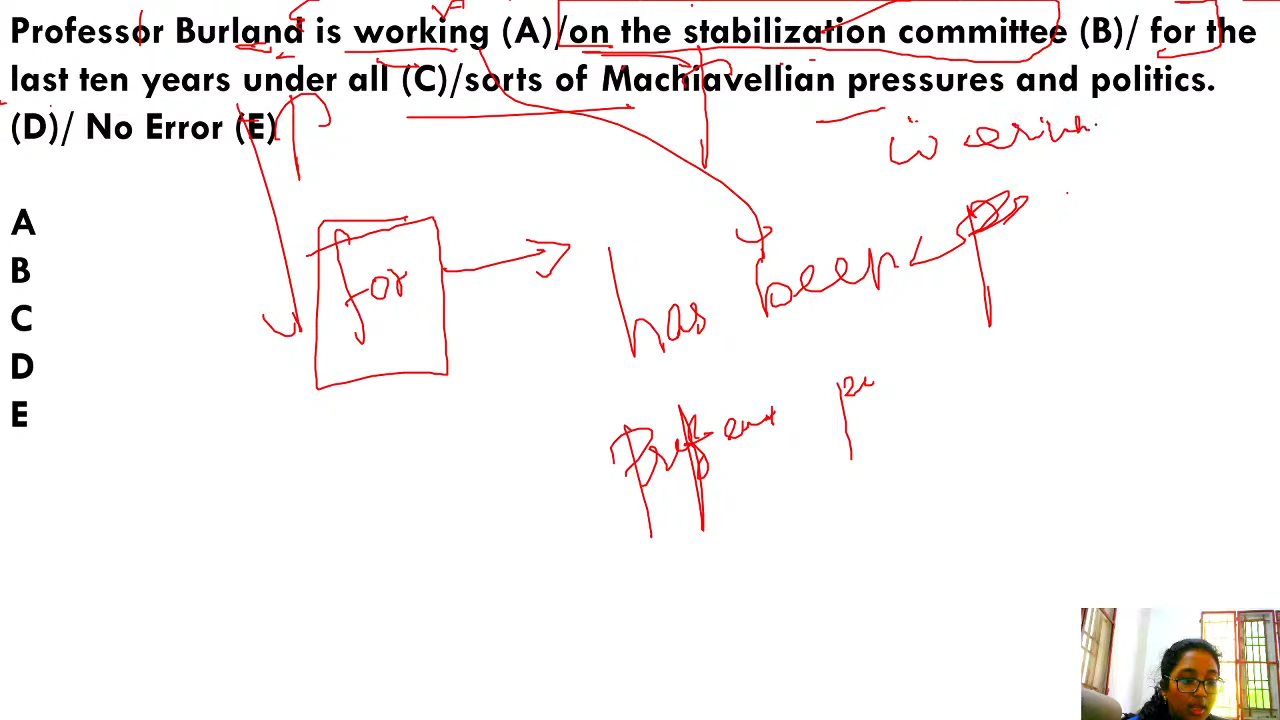 Professor Burland is working (A)/on the stabilization committee (B)/ for the
last ten years under all (C)/sorts of Machiavellian pressures and politics.
(D)/ No Error (E)
A
B
C
D
E
for
has been